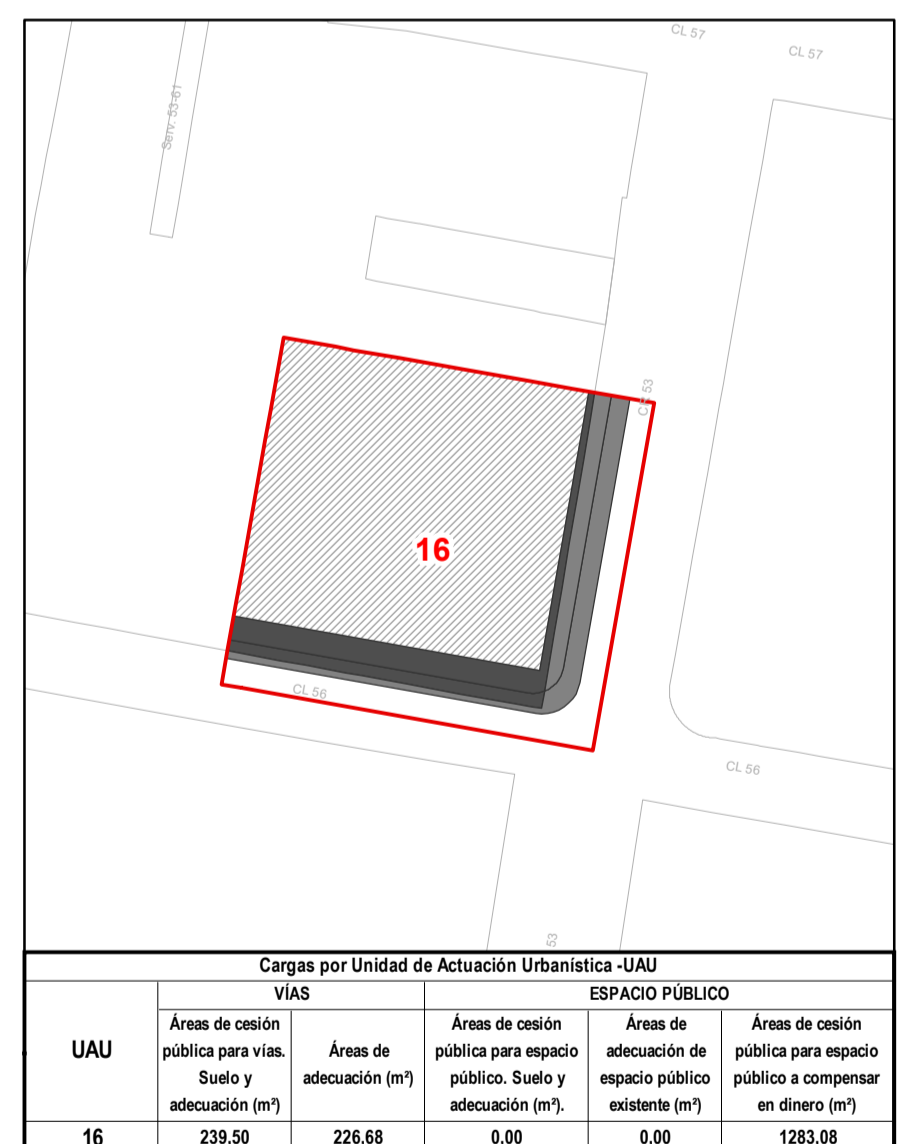 CL 57
CL 57
Serv. 53-61
CR 53
16
CL 56
CL 56
53
Cargas por Unidad de Actuación Urbanística -UAU
UAU
VÍAS
ESPACIO PÚBLICO
Áreas de cesión
pública para vías.
Suelo y
adecuación (m²)
Áreas de
adecuación (m²)
Áreas de cesión
pública para espacio
público. Suelo y
adecuación (m²).
Áreas de
adecuación de
espacio público
existente (m²)
Áreas de cesión
pública para espacio
público a compensar
en dinero (m²)
16 239.50 226.68 0.00 0.00 1283.08